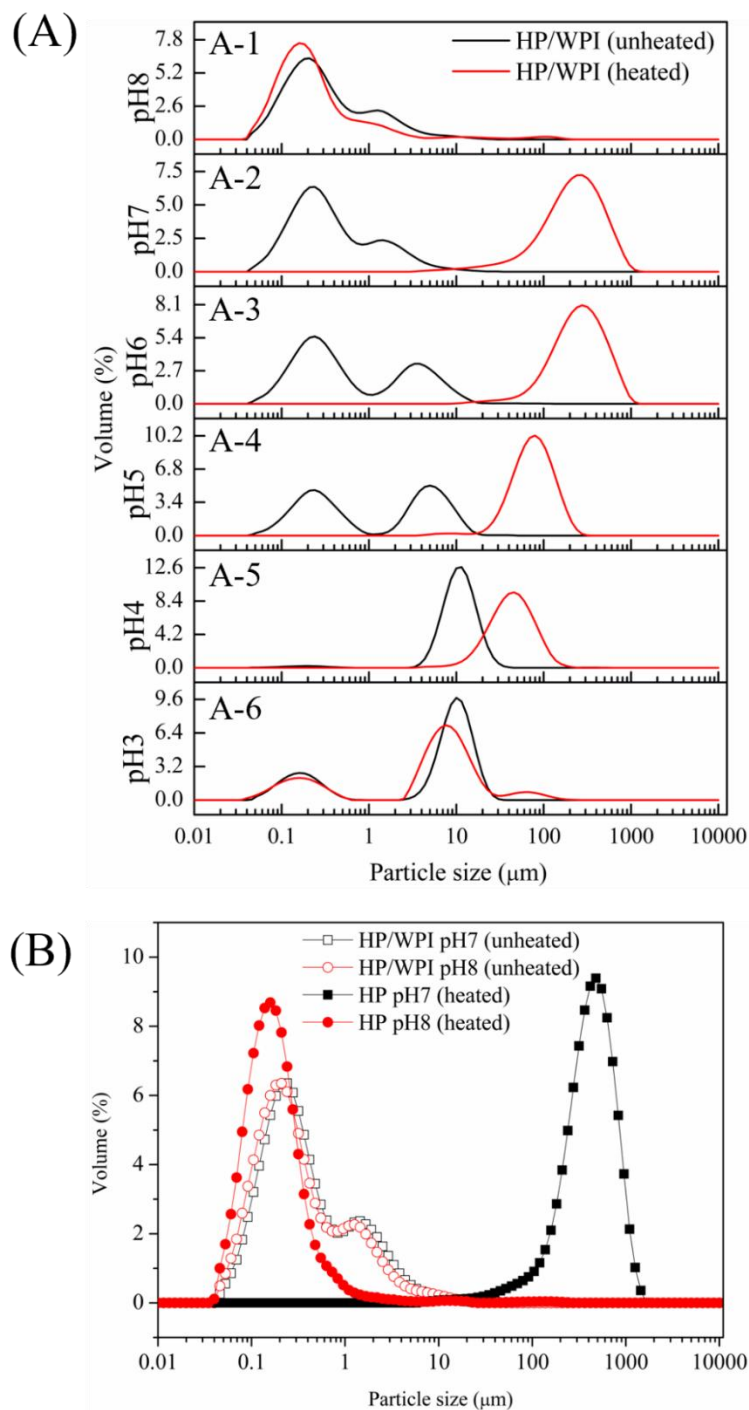 (A)
A-1
HP/WPI (unheated)
HP/WPI (heated)
7.8
5.2
2.6
0.0
pH8
A-2
7.5
5.0
2.5
0.0
pH7
A-3
8.1
5.4
2.7
0.0
pH6
Volume (%)
A-4
10.2
6.8
3.4
0.0
pH5
A-5
12.6
8.4
4.2
0.0
pH4
A-6
9.6
6.4
3.2
0.0
pH3
0.01 0.1 1 10 100 1000 10000
Particle size (μm)
(B)
HP/WPI pH7 (unheated)
HP/WPI pH8 (unheated)
HP pH7 (heated)
HP pH8 (heated)
10
8
6
4
2
0
Volume (%)
0.01 0.1 1 10 100 1000 10000
Particle size (μm)